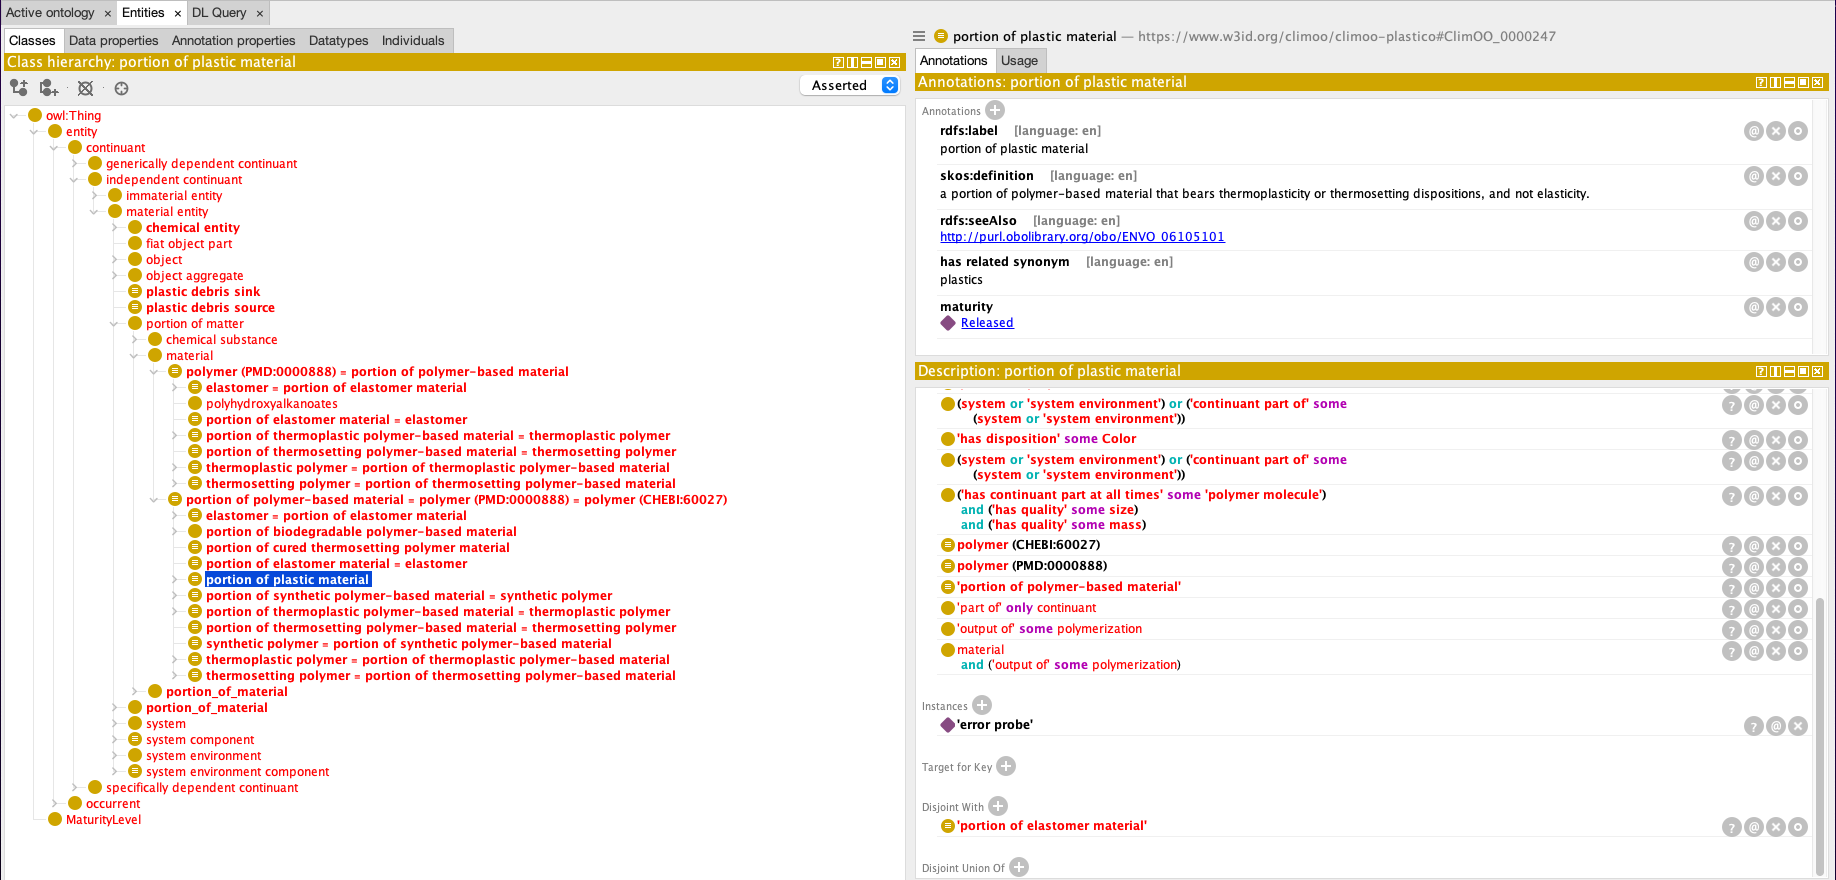 Active ontology × Entities × DL Query ×
Classes Data properties Annotation properties Datatypes Individuals
Class hierarchy: portion of plastic material
Asserted
owl:Thing
entity
continuant
generically dependent continuant
independent continuant
immaterial entity
material entity
chemical entity
fiat object part
object
object aggregate
plastic debris sink
plastic debris source
portion of matter
chemical substance
material
polymer (PMD:0000888) = portion of polymer-based material
elastomer = portion of elastomer material
polyhydroxyalkanoates
portion of elastomer material = elastomer
portion of thermoplastic polymer-based material = thermoplastic polymer
portion of thermosetting polymer-based material = thermosetting polymer
thermoplastic polymer = portion of thermoplastic polymer-based material
thermosetting polymer = portion of thermosetting polymer-based material
portion of polymer-based material = polymer (PMD:0000888) = polymer (CHEBI:60027)
elastomer = portion of elastomer material
portion of biodegradable polymer-based material
portion of cured thermosetting polymer material
portion of elastomer material = elastomer
portion of plastic material
portion of synthetic polymer-based material = synthetic polymer
portion of thermoplastic polymer-based material = thermoplastic polymer
portion of thermosetting polymer-based material = thermosetting polymer
synthetic polymer = portion of synthetic polymer-based material
thermoplastic polymer = portion of thermoplastic polymer-based material
thermosetting polymer = portion of thermosetting polymer-based material
portion_of_material
portion_of_material
system
system component
system environment
system environment component
specifically dependent continuant
occurrent
MaturityLevel
portion of plastic material — https://www.w3id.org/climoo/climoo-plastico#ClimOO_0000247
Annotations Usage
Annotations: portion of plastic material
Annotations
rdfs:label [language: en]
portion of plastic material
skos:definition [language: en]
a portion of polymer-based material that bears thermoplasticity or thermosetting dispositions, and not elasticity.
rdfs:seeAlso [language: en]
http://purl.obolibrary.org/obo/ENVO_06105101
has related synonym [language: en]
plastics
maturity
Released
Description: portion of plastic material
(system or 'system environment') or ('continuant part of' some
(system or 'system environment'))
'has disposition' some Color
(system or 'system environment') or ('continuant part of' some
(system or 'system environment'))
('has continuant part at all times' some 'polymer molecule')
and ('has quality' some size)
and ('has quality' some mass)
polymer (CHEBI:60027)
polymer (PMD:0000888)
'portion of polymer-based material'
'part of' only continuant
'output of' some polymerization
material
and ('output of' some polymerization)
Instances
'error probe'
Target for Key
Disjoint With
'portion of elastomer material'
Disjoint Union Of